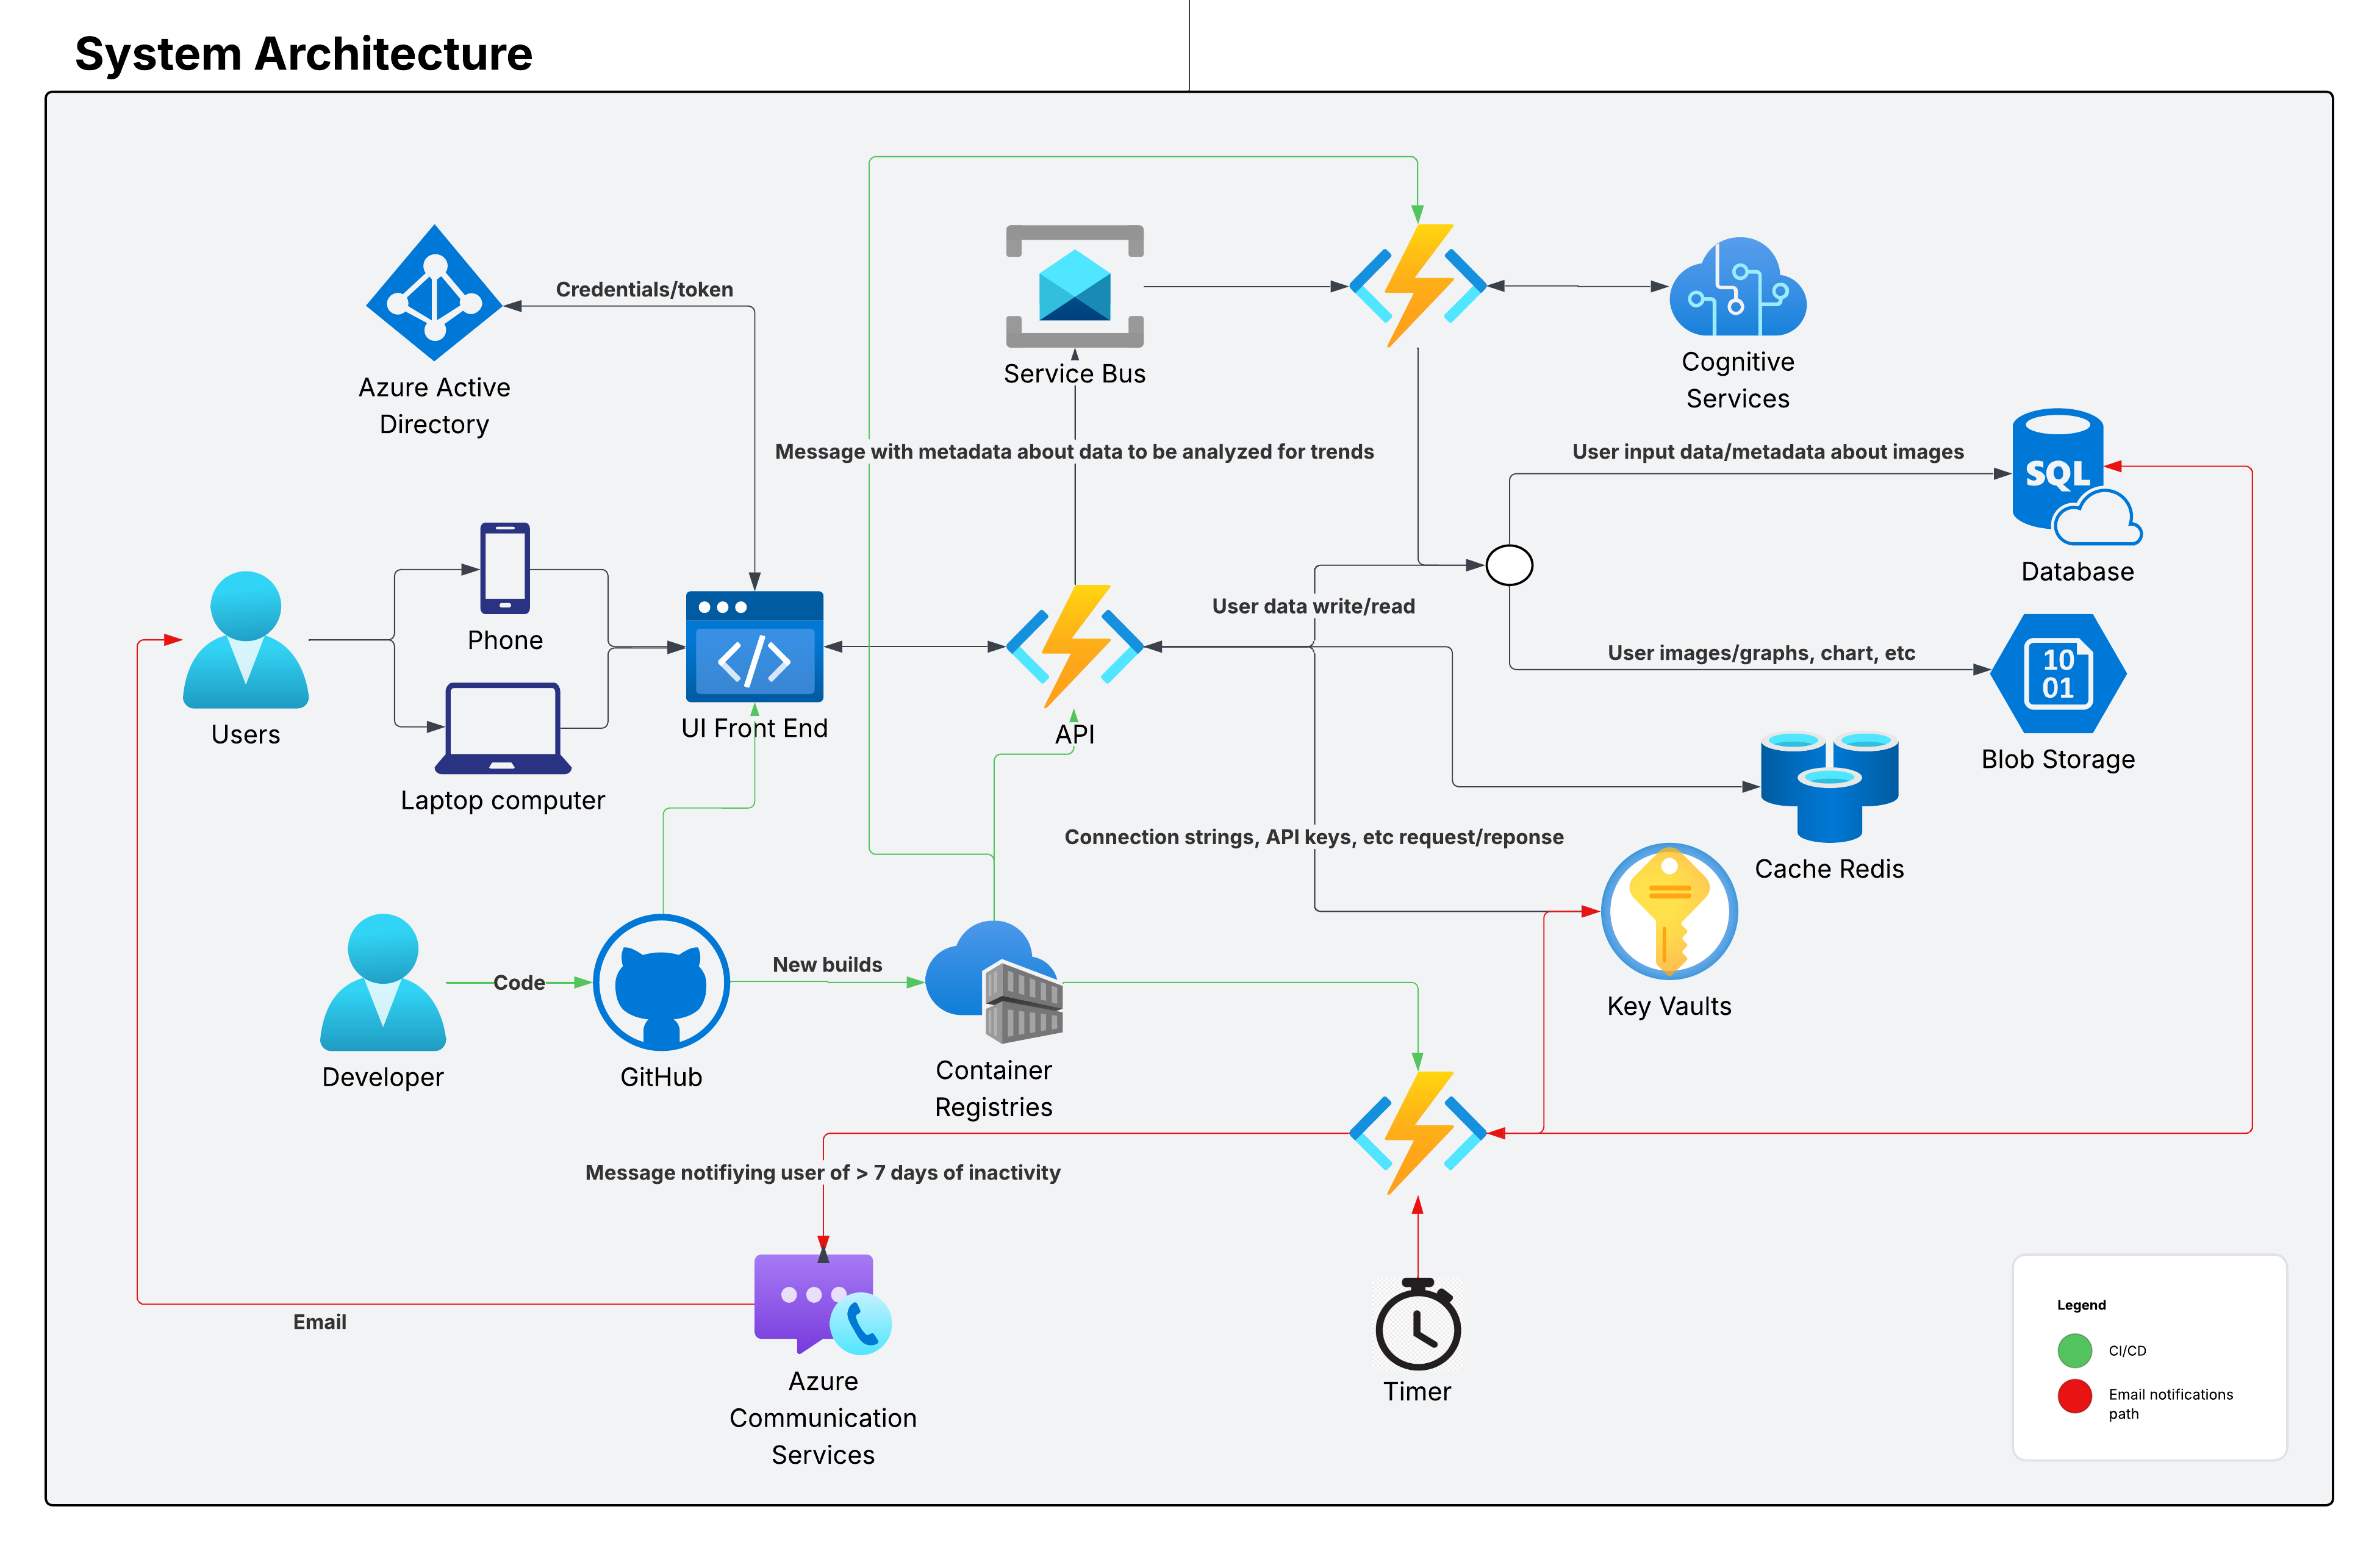 System Architecture
Credentials/token
Azure Active
Directory
Service Bus
Cognitive
Services
Message with metadata about data to be analyzed for trends
User input data/metadata about images
SQL
Database
Phone
User data write/read
User images/graphs, chart, etc
10
01
Users
UI Front End
API
Blob Storage
Laptop computer
Connection strings, API keys, etc request/reponse
Cache Redis
Code
New builds
Key Vaults
Developer
GitHub
Container
Registries
Message notifiying user of > 7 days of inactivity
Email
Azure
Communication
Services
Timer
Legend
CI/CD
Email notifications
path